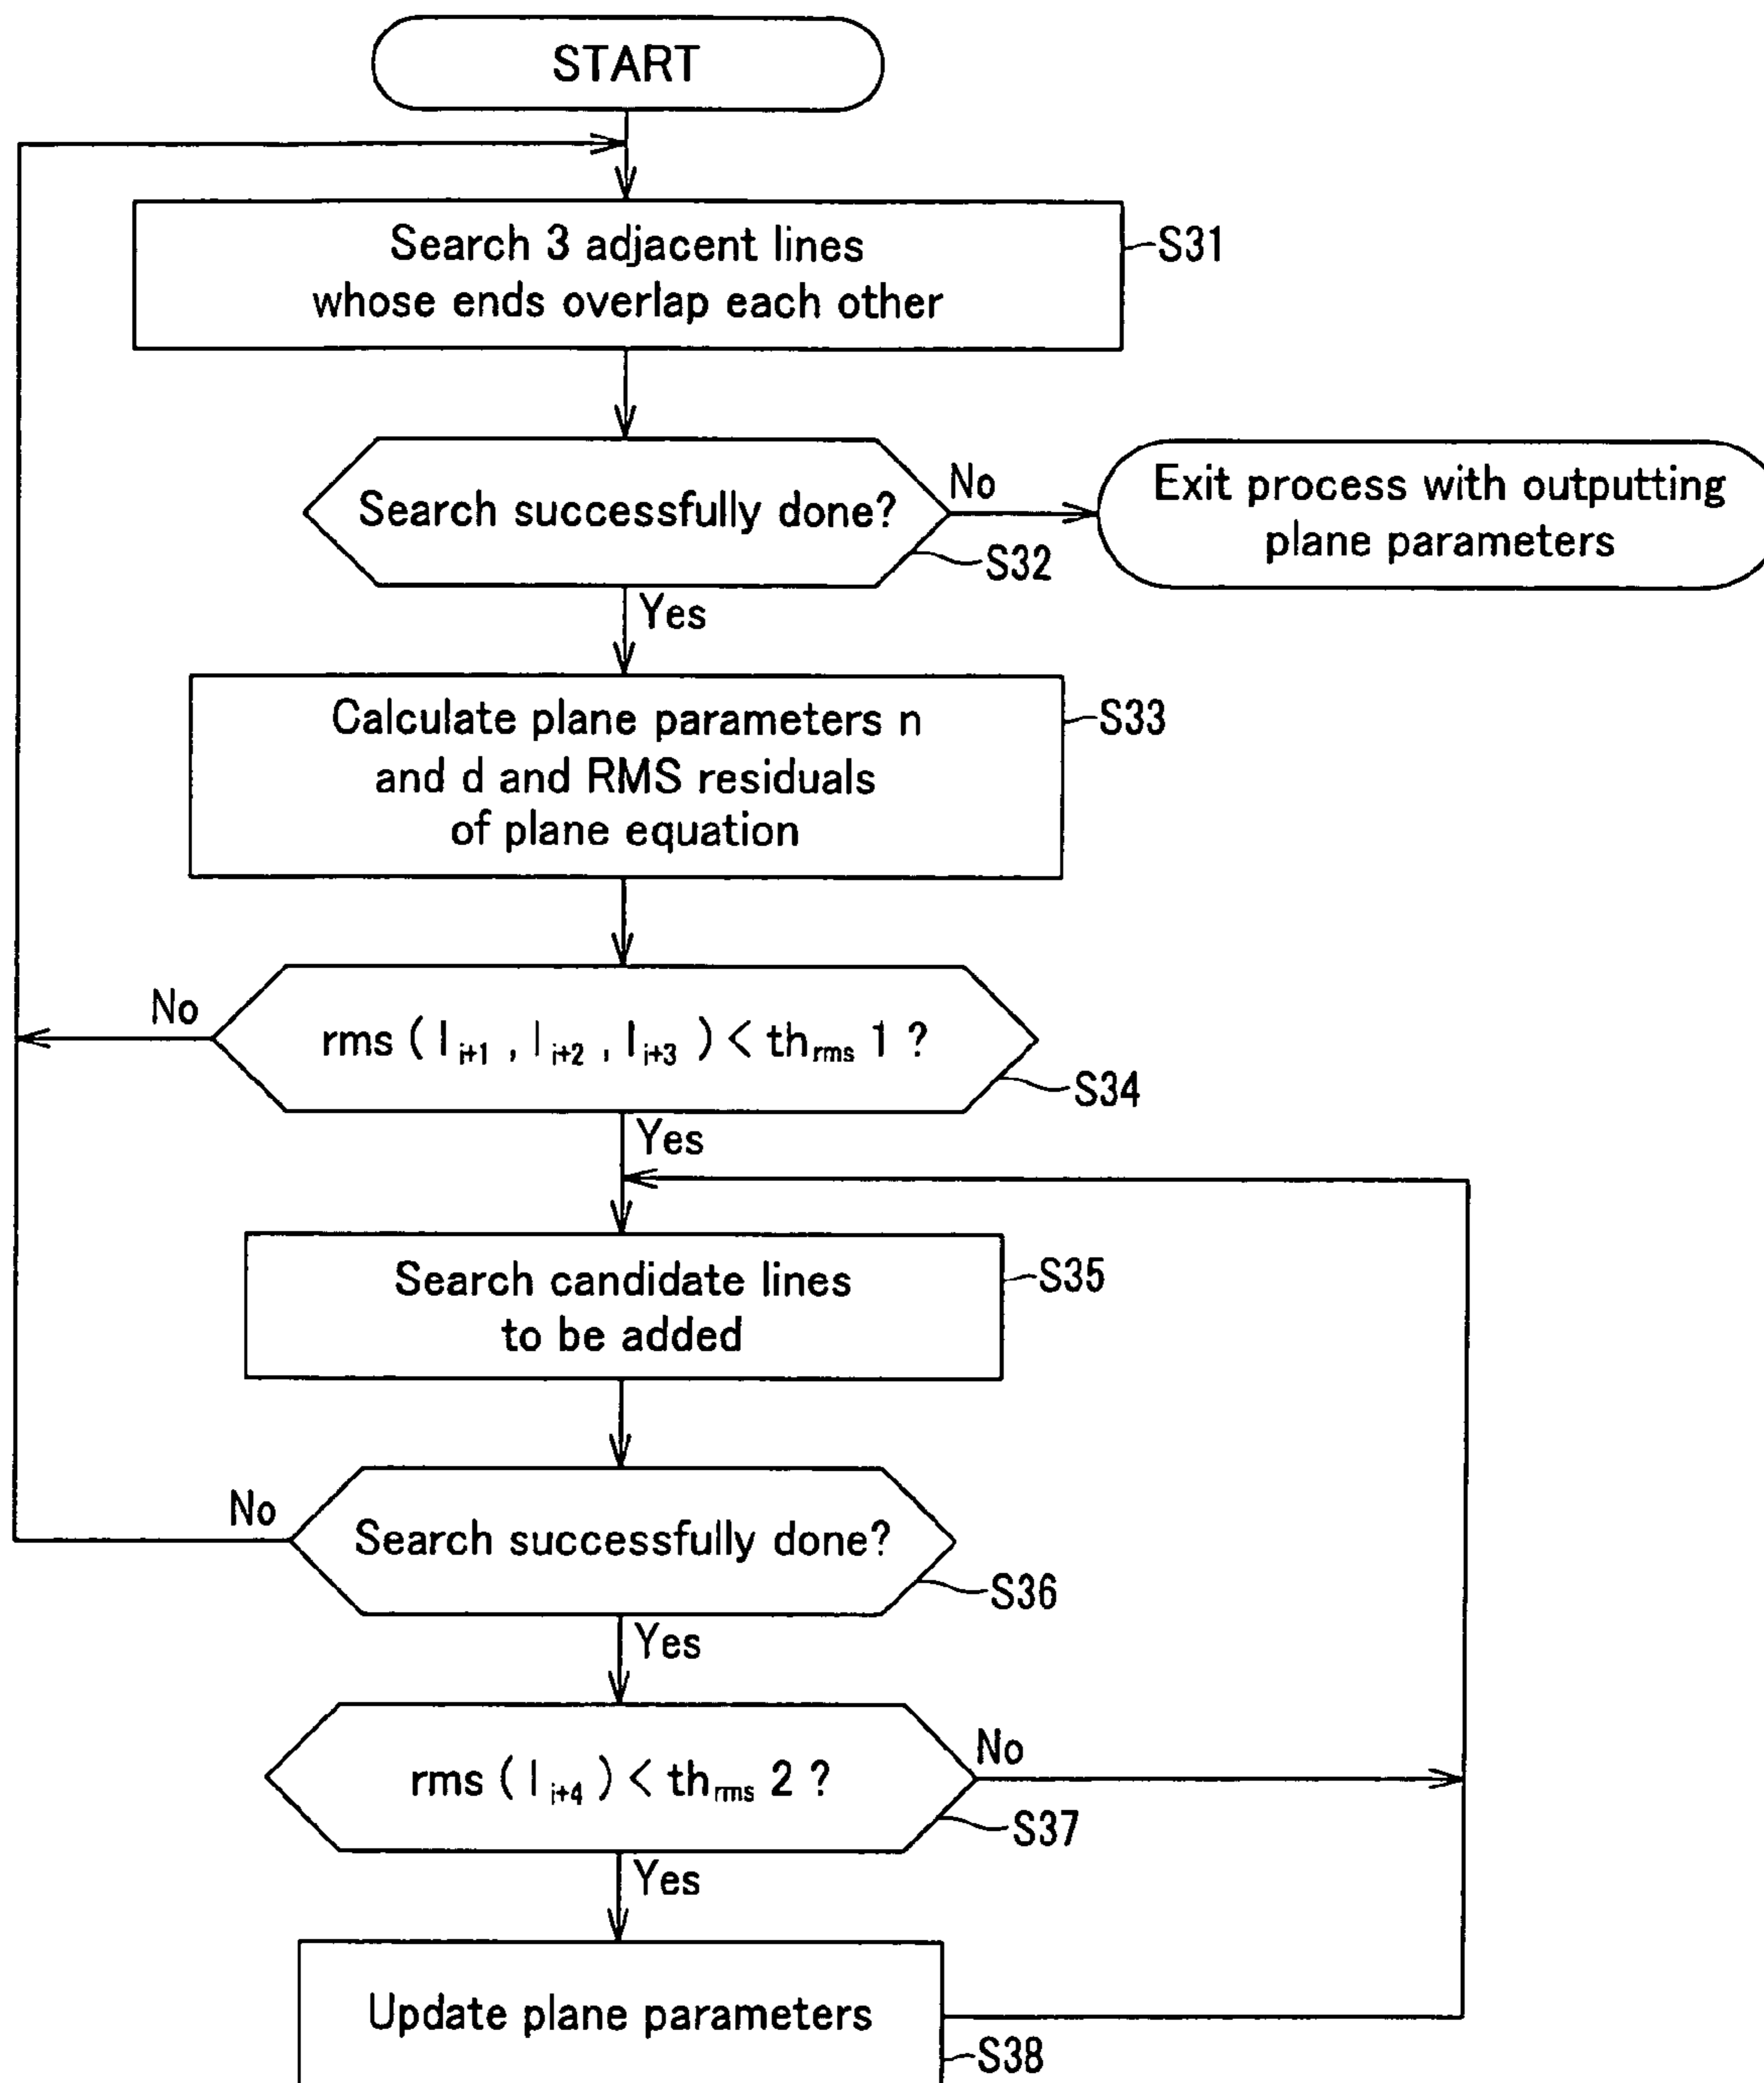 START
Search 3 adjacent lines
whose ends overlap each other
S31
Search successfully done?
S32
No
Yes
Exit process with outputting
plane parameters
Calculate plane parameters n
and d and RMS residuals
of plane equation
S33
rms ( l i+1 , l i+2 , l i+3 ) < th rms 1 ?
S34
No
Yes
Search candidate lines
to be added
S35
Search successfully done?
S36
No
Yes
rms ( l i+4 ) < th rms 2 ?
S37
No
Yes
Update plane parameters
S38